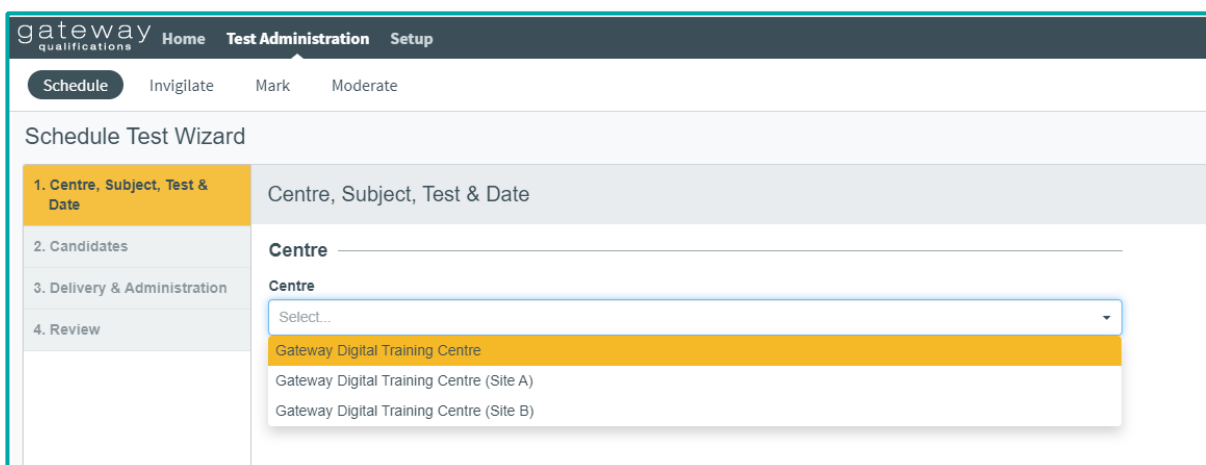 gateway
qualifications
Home Test Administration Setup
Schedule Invigilate Mark Moderate
Schedule Test Wizard
1. Centre, Subject, Test &
Date
2. Candidates
3. Delivery & Administration
4. Review
Centre, Subject, Test & Date
Centre
Centre
Select...
Gateway Digital Training Centre
Gateway Digital Training Centre (Site A)
Gateway Digital Training Centre (Site B)